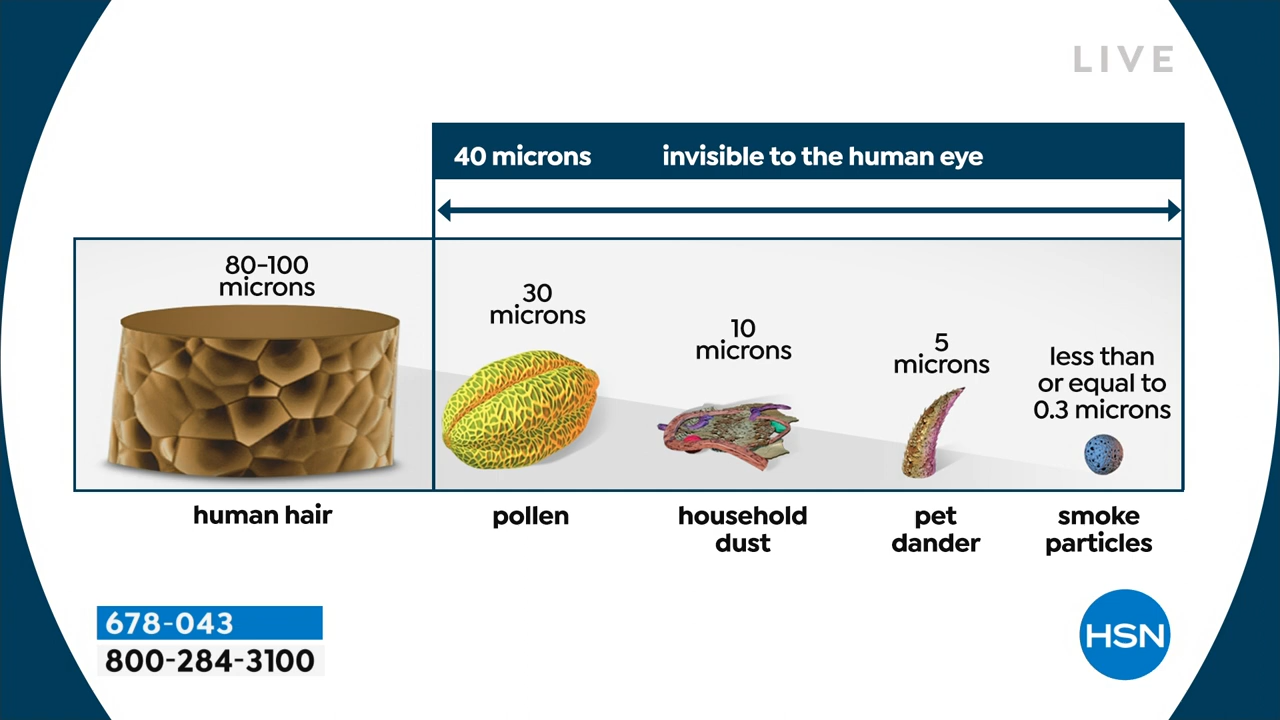 LIVE
40 microns invisible to the human eye
80-100
microns
30
microns
10
microns
5
microns
less than
or equal to
0.3 microns
human hair
pollen
household
dust
pet
dander
smoke
particles
678-043
800-284-3100
HSN